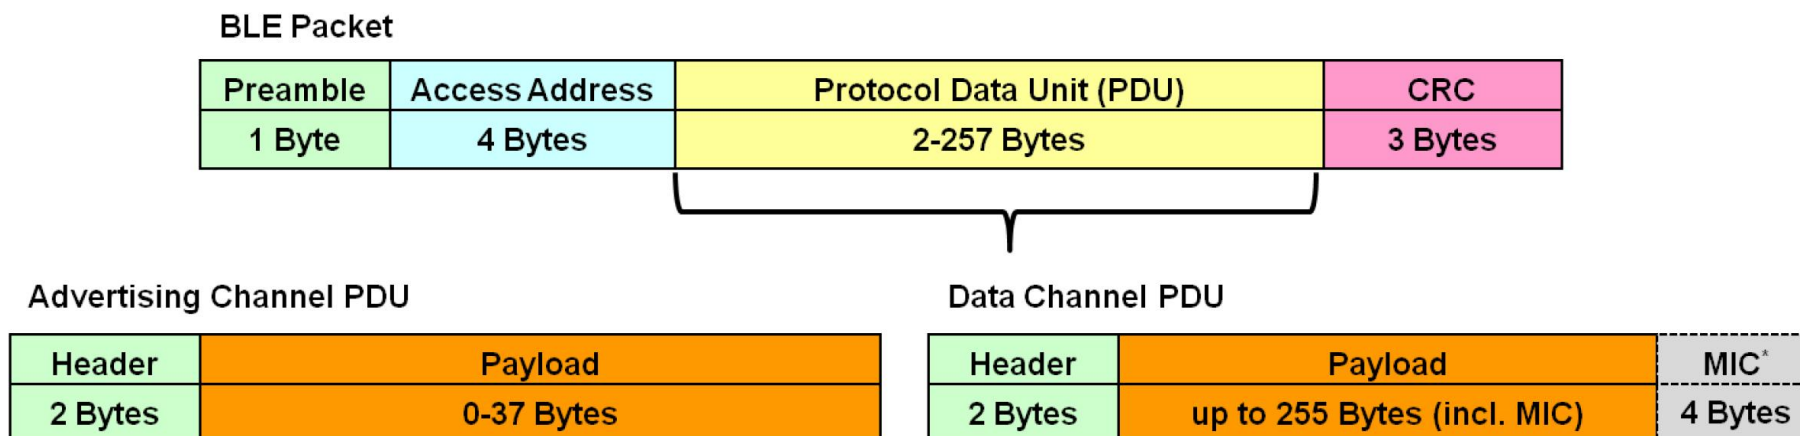 BLE Packet
Preamble Access Address Protocol Data Unit (PDU) CRC
1 Byte 4 Bytes 2-257 Bytes 3 Bytes
Advertising Channel PDU Data Channel PDU
Header Payload Header Payload MIC*
2 Bytes 0-37 Bytes 2 Bytes up to 255 Bytes (incl. MIC) 4 Bytes